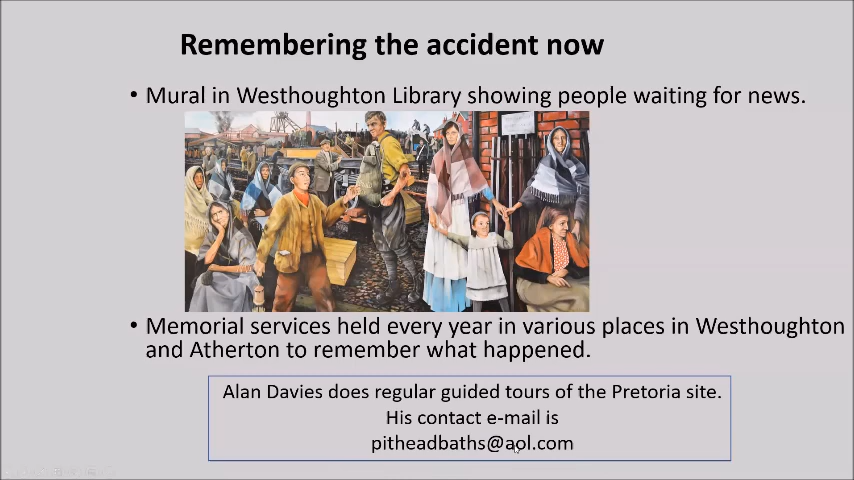 Remembering the accident now
• Mural in Westhoughton Library showing people waiting for news.
• Memorial services held every year in various places in Westhoughton
and Atherton to remember what happened.
Alan Davies does regular guided tours of the Pretoria site.
His contact e-mail is
pitheadbaths@aol.com